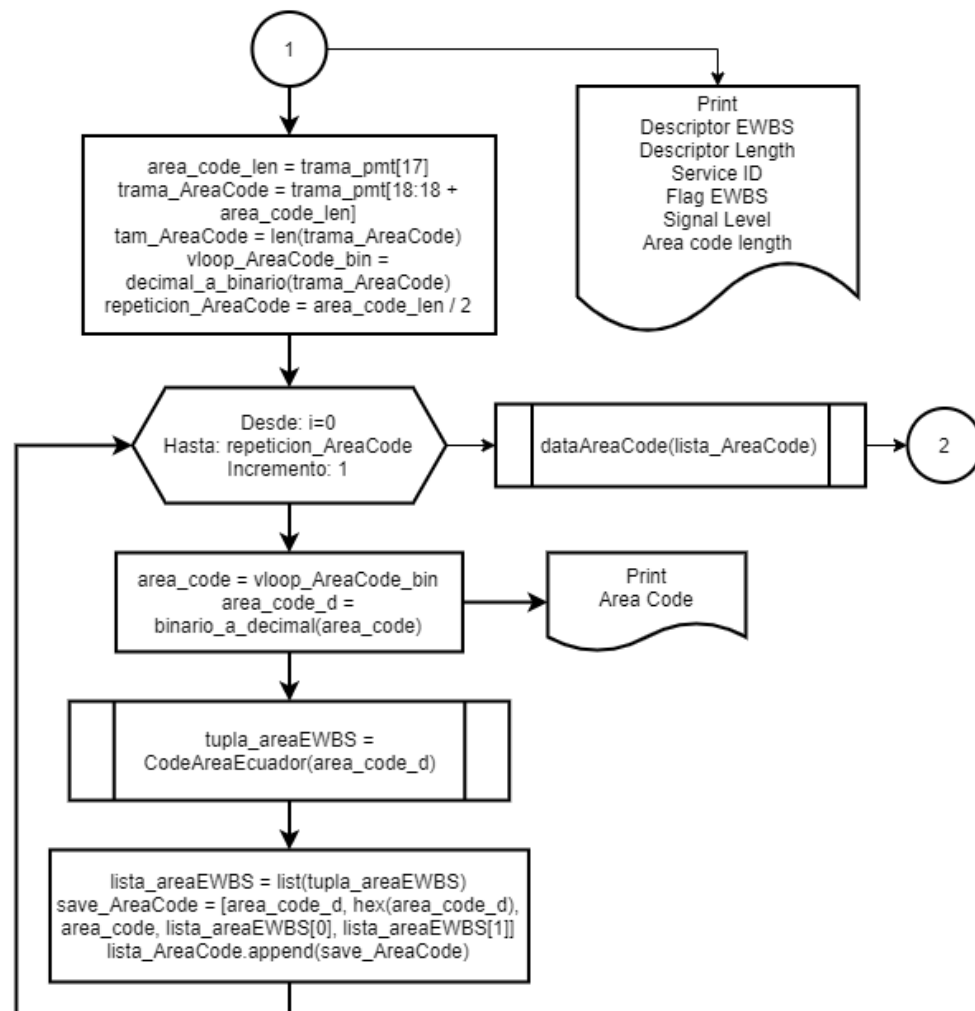 1
Print
Descriptor EWBS
Descriptor Length
Service ID
Flag EWBS
Signal Level
Area code length
area_code_len = trama_pmt[17]
trama_AreaCode = trama_pmt[18:18 +
area_code_len]
tam_AreaCode = len(trama_AreaCode)
vloop_AreaCode_bin =
decimal_a_binario(trama_AreaCode)
repeticion_AreaCode = area_code_len / 2
Desde: i=0
Hasta: repeticion_AreaCode
Incremento: 1
dataAreaCode(lista_AreaCode)
2
area_code = vloop_AreaCode_bin
area_code_d =
binario_a_decimal(area_code)
Print
Area Code
tupla_areaEWBS =
CodeAreaEcuador(area_code_d)
lista_areaEWBS = list(tupla_areaEWBS)
save_AreaCode = [area_code_d, hex(area_code_d),
area_code, lista_areaEWBS[0], lista_areaEWBS[1]]
lista_AreaCode.append(save_AreaCode)